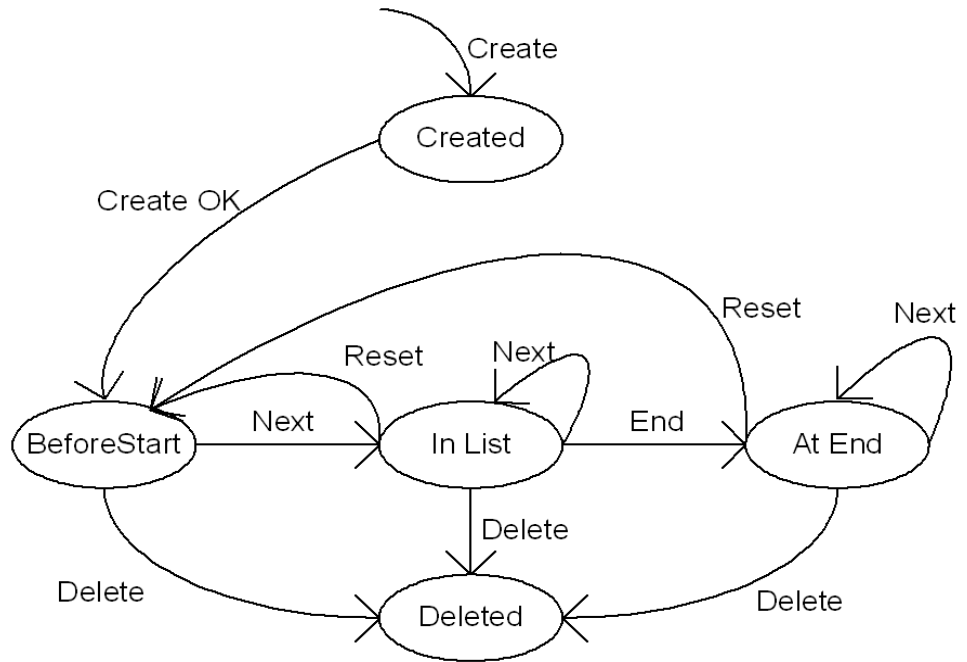 Create
Created
Create OK
Reset
Next
Reset
Next
BeforeStart
Next
In List
End
At End
Delete
Delete
Delete
Deleted